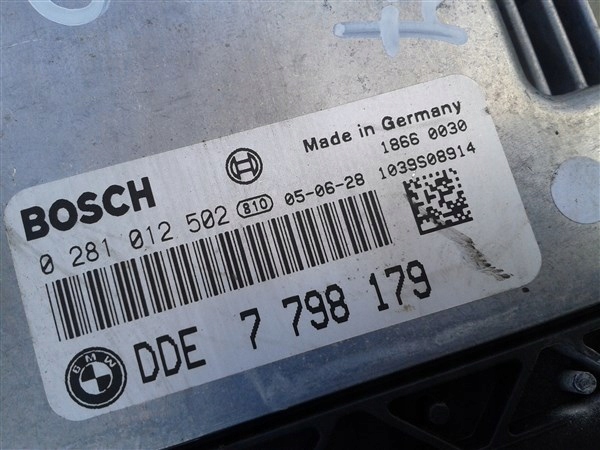 Made in Germany
1866 0030
BOSCH
0 281 012 502 810 05-06-28 1039S08914
BMW DDE 7 798 179